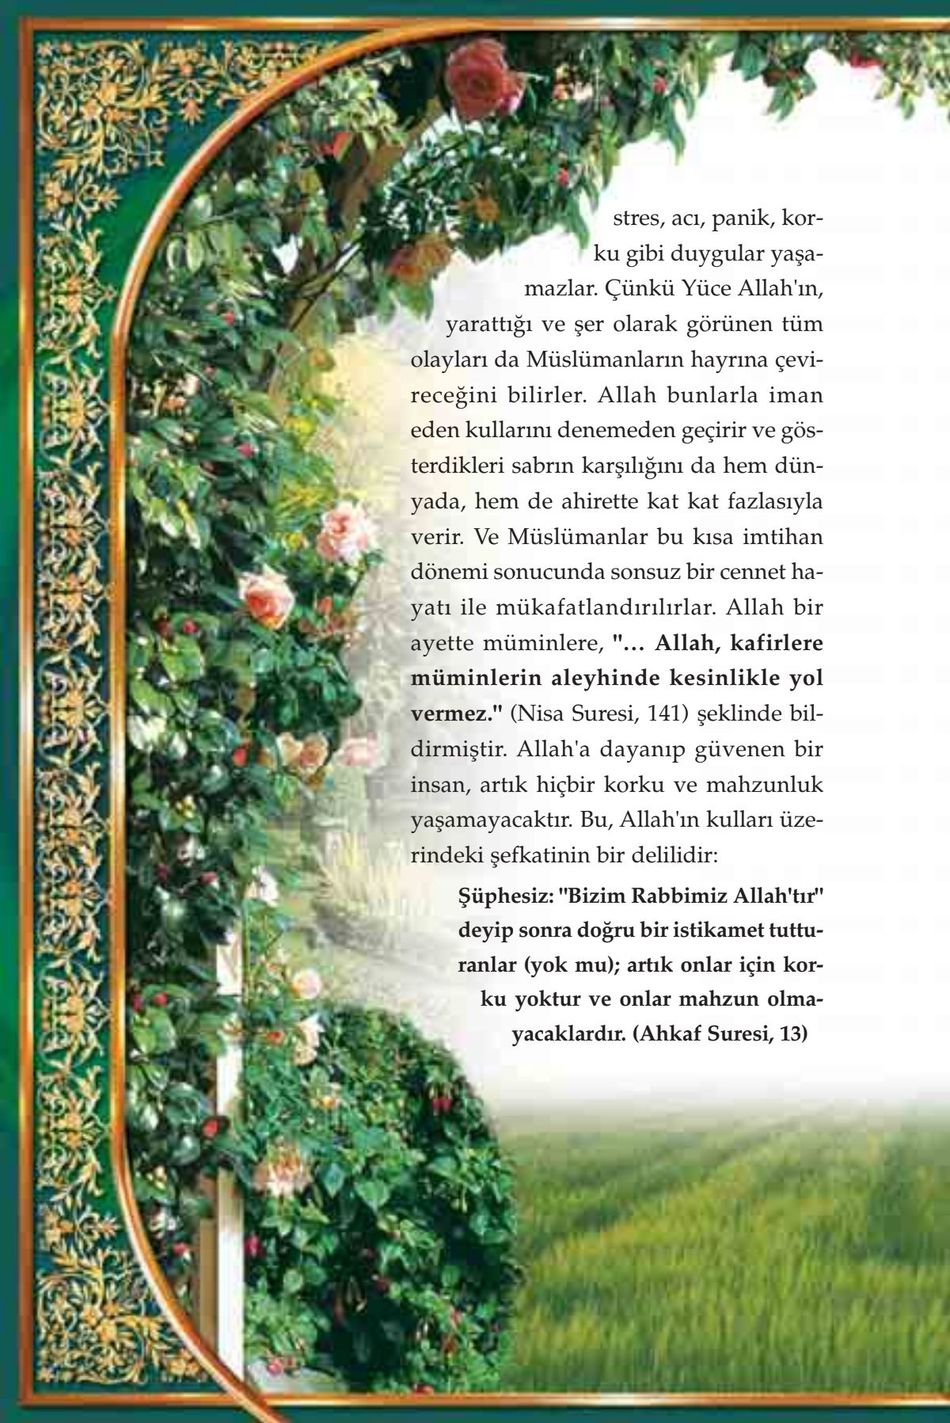 stres, acı, panik, kor-
ku gibi duygular yaşa-
mazlar. Çünkü Yüce Allah'ın,
yarattığı ve şer olarak görünen tüm
olayları da Müslümanların hayrına çevi-
receğini bilirler. Allah bunlarla iman
eden kullarını denemeden geçirir ve gös-
terdikleri sabrın karşılığını da hem dün-
yada, hem de ahirette kat kat fazlasıyla
verir. Ve Müslümanlar bu kısa imtihan
dönemi sonucunda sonsuz bir cennet ha-
yatı ile mükafatlandırılırlar. Allah bir
ayette müminlere, "... Allah, kafirlere
müminlerin aleyhinde kesinlikle yol
vermez." (Nisa Suresi, 141) şeklinde bil-
dirmiştir. Allah'a dayanıp güvenen bir
insan, artık hiçbir korku ve mahzunluk
yaşamayacaktır. Bu, Allah'ın kulları üze-
rindeki şefkatinin bir delilidir:
Şüphesiz: "Bizim Rabbimiz Allah'tır"
deyip sonra doğru bir istikamet tuttu-
ranlar (yok mu); artık onlar için kor-
ku yoktur ve onlar mahzun olma-
yacaklardır. (Ahkaf Suresi, 13)